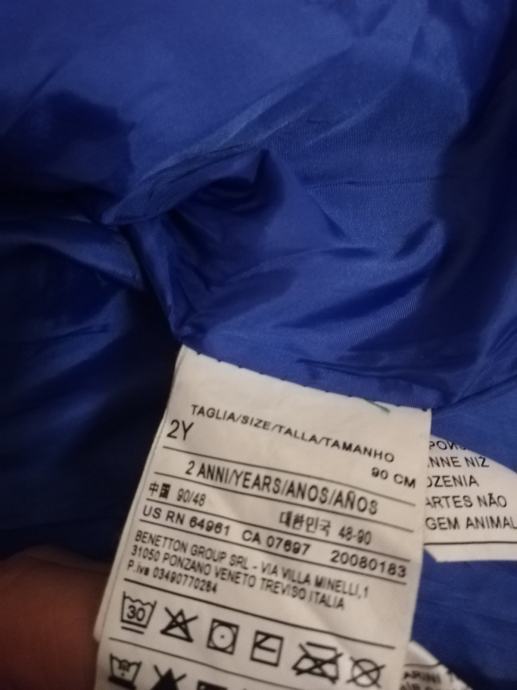 TAGLIA/SIZE/TALLA/TAMANHO
2Y 90 CM
2 ANNI/YEARS/ANOS/AÑOS
中国 90/48 대한민국 48-90
US RN 64961 CA 07697 20080183
BENETTON GROUP SRL - VIA VILLA MINELLI,1
31050 PONZANO VENETO TREVISO ITALIA
P.iva 03490770264
30
NNE NIŻ
OZENIA
ARTES NÃO
GEM ANIMAL